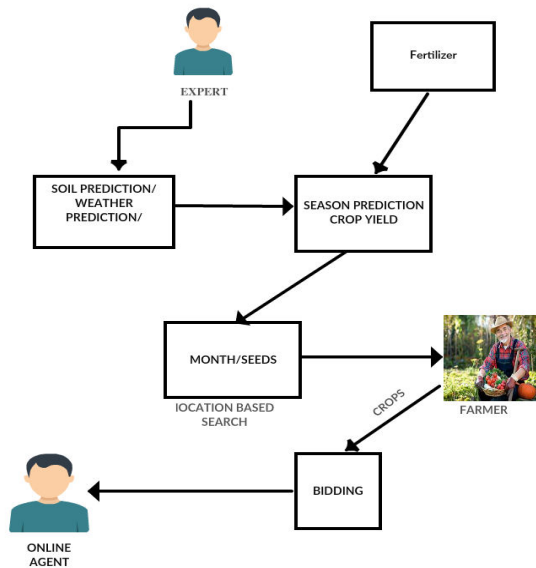 EXPERT
Fertilizer
SOIL PREDICTION/
WEATHER
PREDICTION/
SEASON PREDICTION
CROP YIELD
MONTH/SEEDS
lOCATION BASED
SEARCH
FARMER
CROPS
BIDDING
ONLINE
AGENT